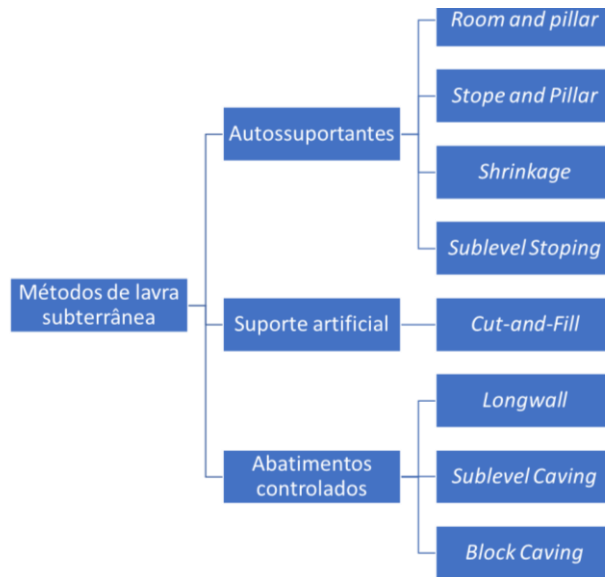 Métodos de lavra
subterrânea
Autossuportantes
Room and pillar
Stope and Pillar
Shrinkage
Sublevel Stoping
Suporte artificial
Cut-and-Fill
Abatimentos
controlados
Longwall
Sublevel Caving
Block Caving